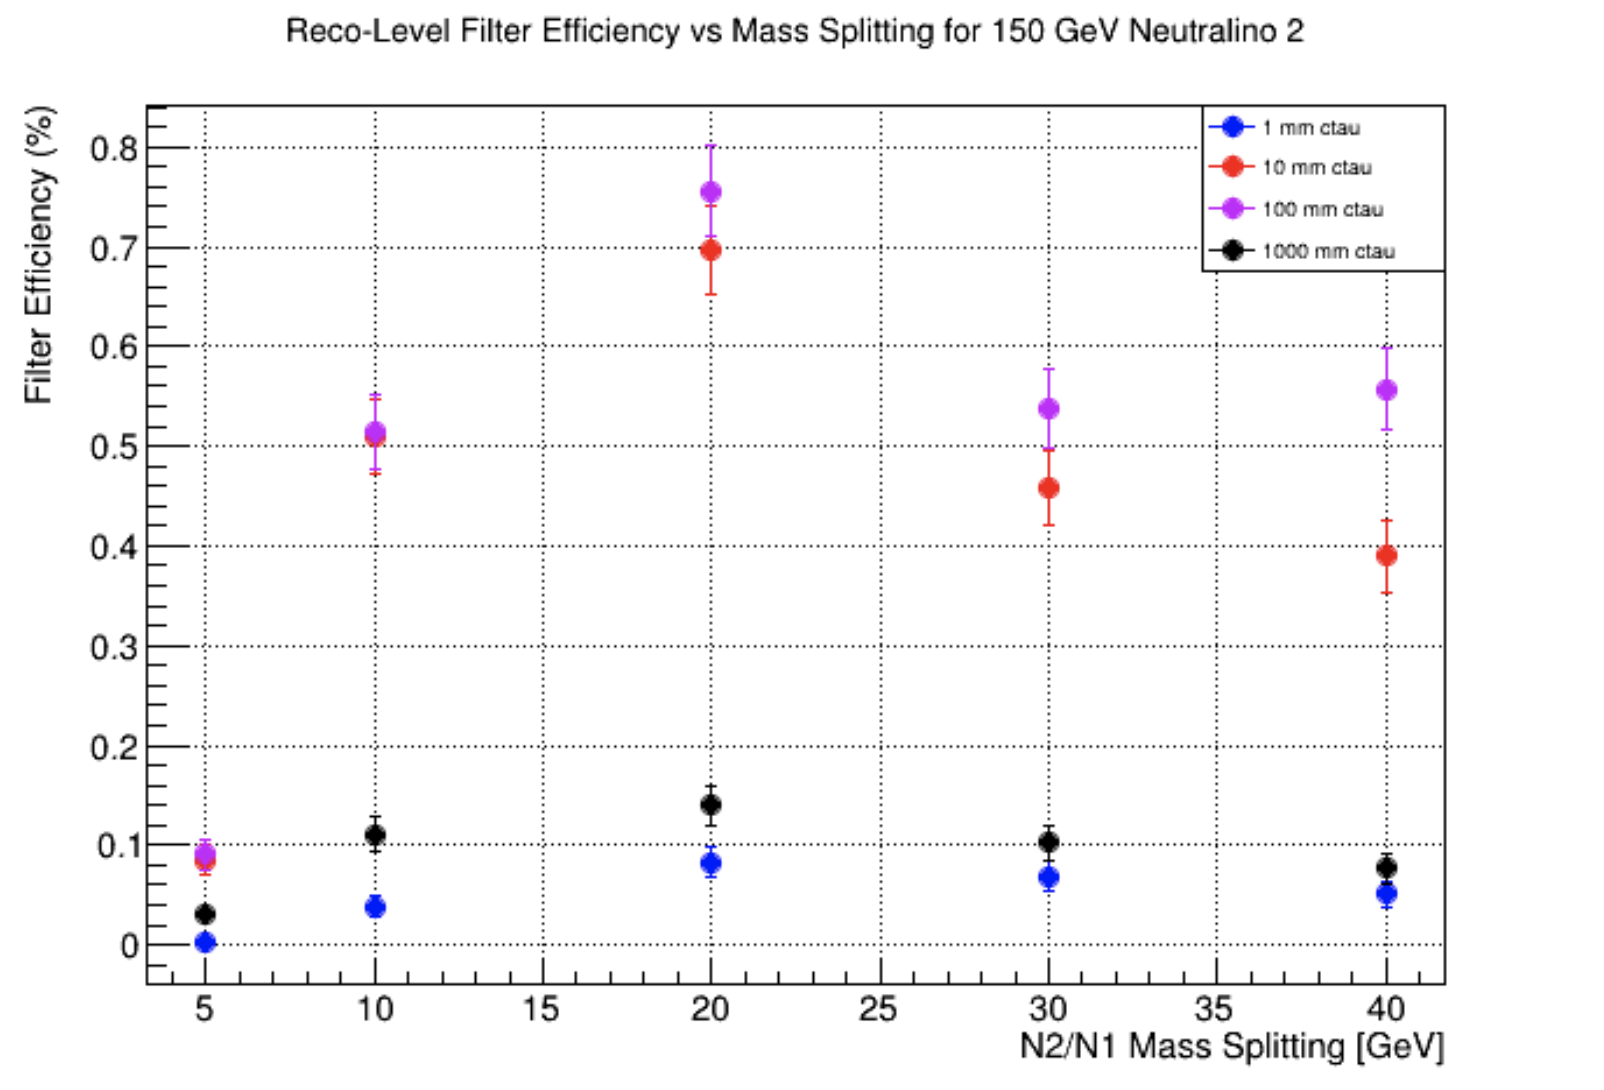 Reco-Level Filter Efficiency vs Mass Splitting for 150 GeV Neutralino 2
Filter Efficiency (%)
0.8
0.7
0.6
0.5
0.4
0.3
0.2
0.1
0
1 mm ctau
10 mm ctau
100 mm ctau
1000 mm ctau
5 10 15 20 25 30 35 40
N2/N1 Mass Splitting [GeV]